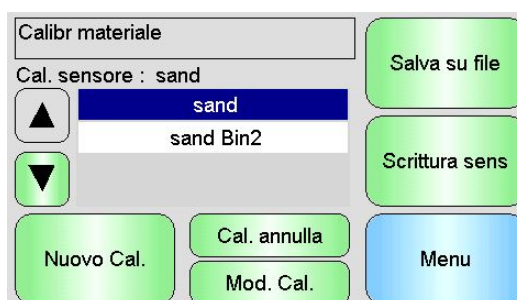 Calibr materiale
Salva su file
Cal. sensore : sand
sand
sand Bin2
Scrittura sens
Nuovo Cal.
Cal. annulla
Mod. Cal.
Menu